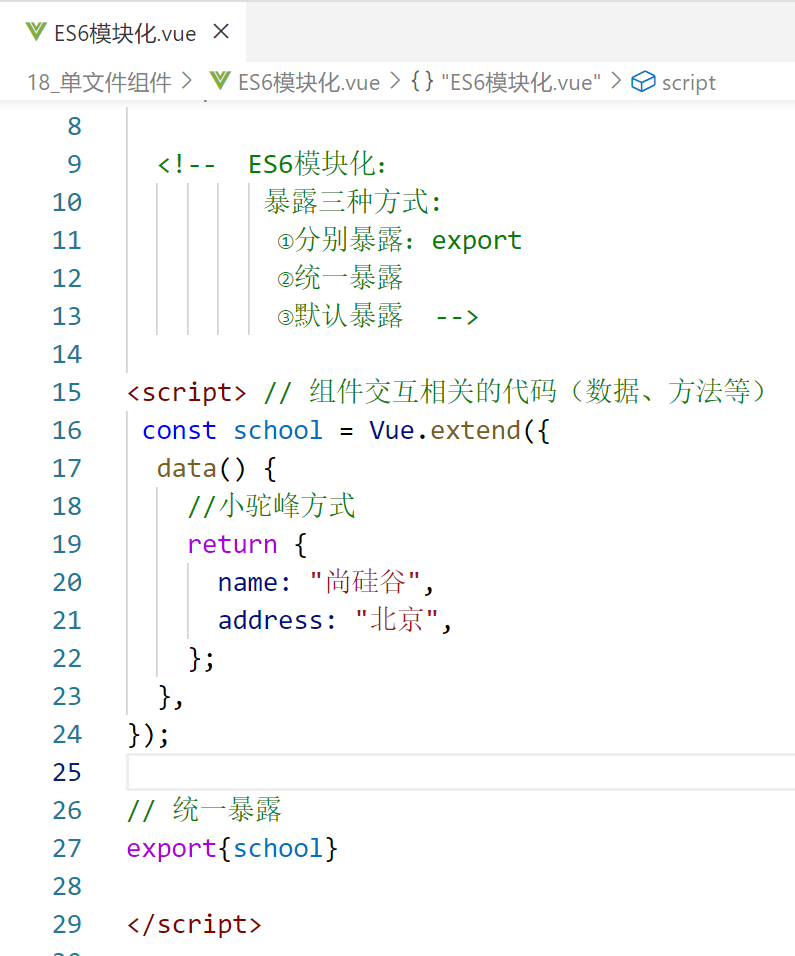 ES6模块化.vue ×
18_单文件组件 > ES6模块化.vue > {} "ES6模块化.vue" > script
8
9 <!-- ES6模块化：
10 暴露三种方式：
11 ①分别暴露：export
12 ②统一暴露
13 ③默认暴露 -->
14
15 <script> // 组件交互相关的代码（数据、方法等）
16 const school = Vue.extend({
17 data() {
18 //小驼峰方式
19 return {
20 name: "尚硅谷",
21 address: "北京",
22 };
23 },
24 });
25
26 // 统一暴露
27 export{school}
28
29 </script>